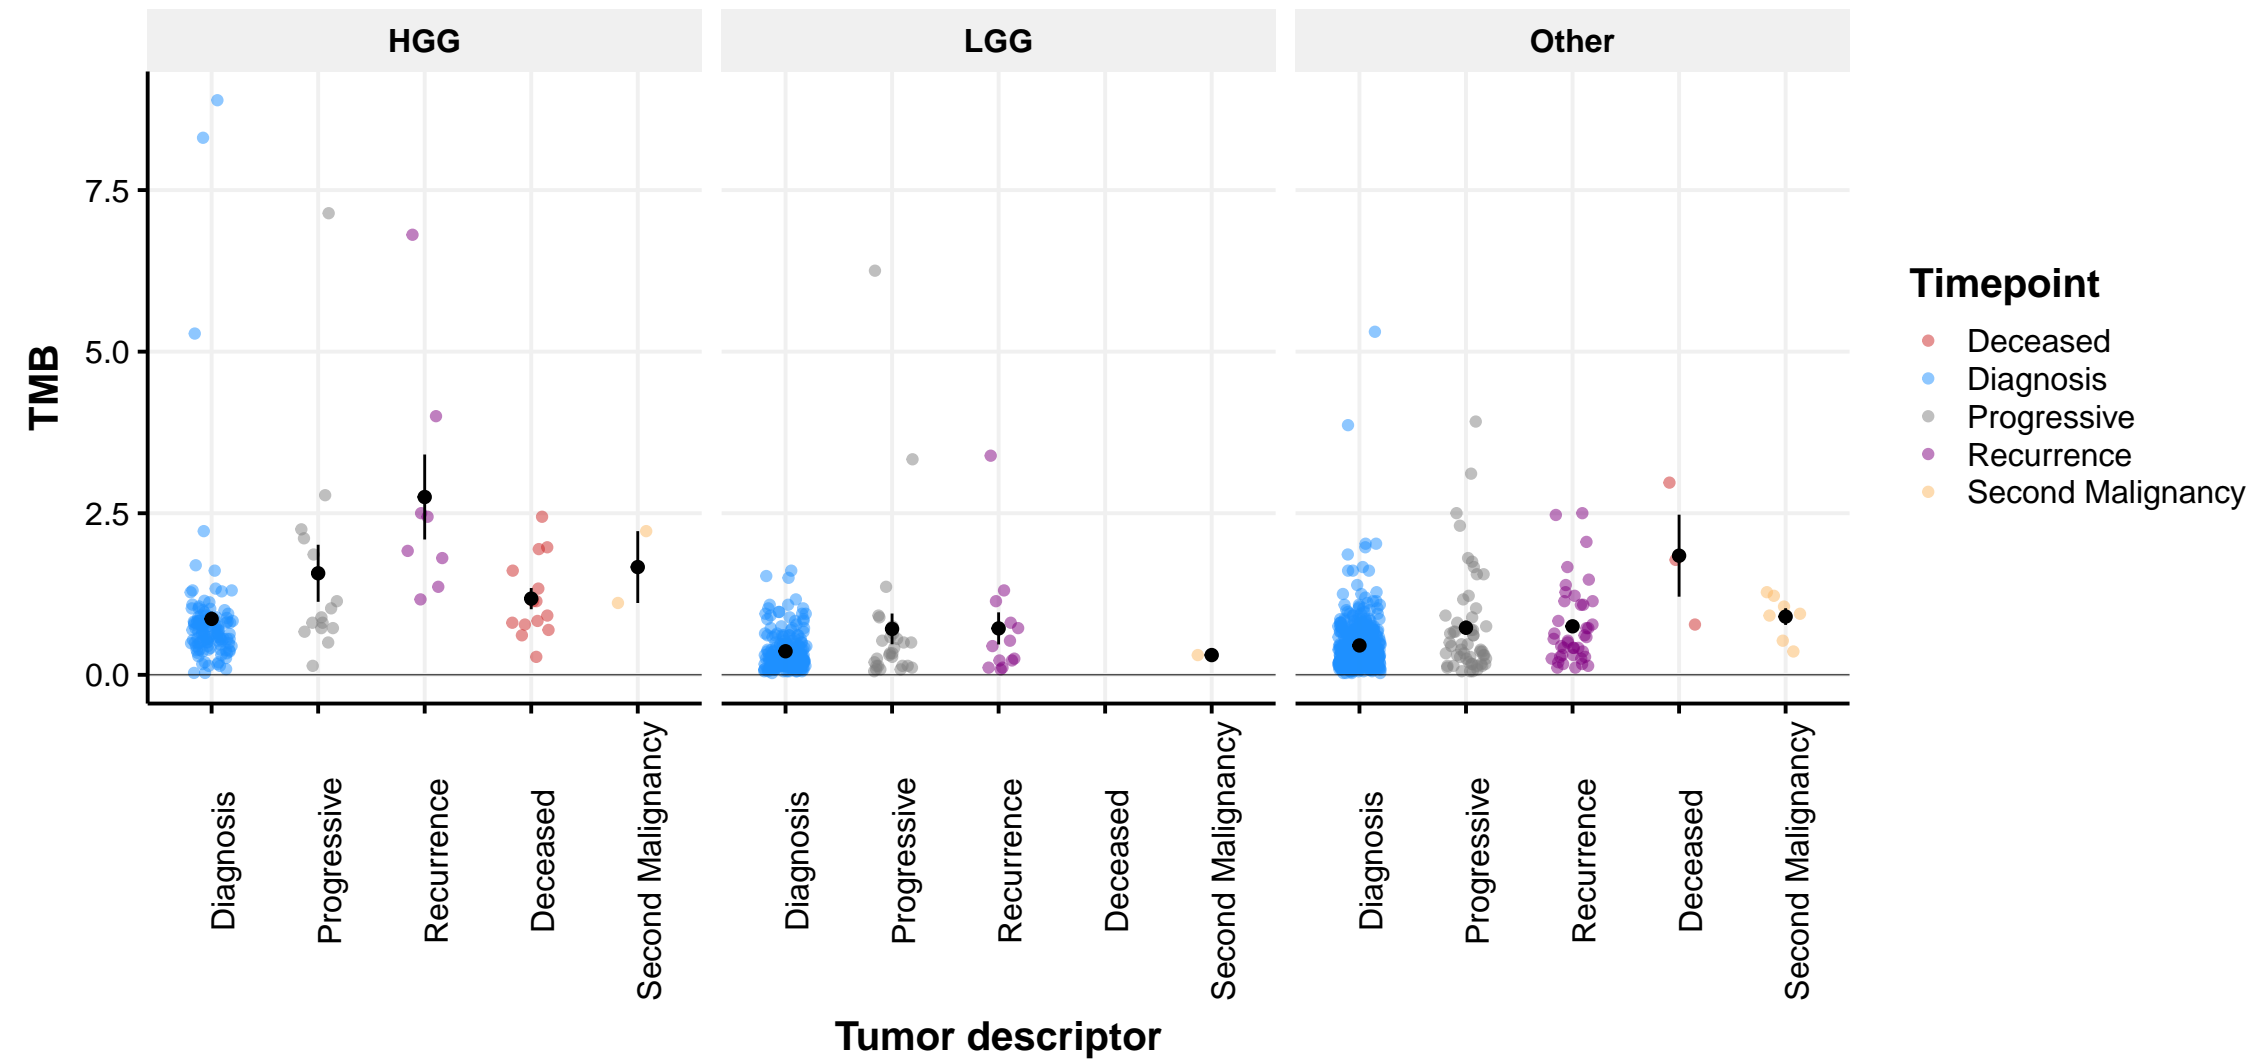 HGG
LGG
Other
7.5
5.0
2.5
0.0
TMB
Diagnosis
Progressive
Recurrence
Deceased
Second Malignancy
Diagnosis
Progressive
Recurrence
Deceased
Second Malignancy
Diagnosis
Progressive
Recurrence
Deceased
Second Malignancy
Tumor descriptor
Timepoint
Deceased
Diagnosis
Progressive
Recurrence
Second Malignancy